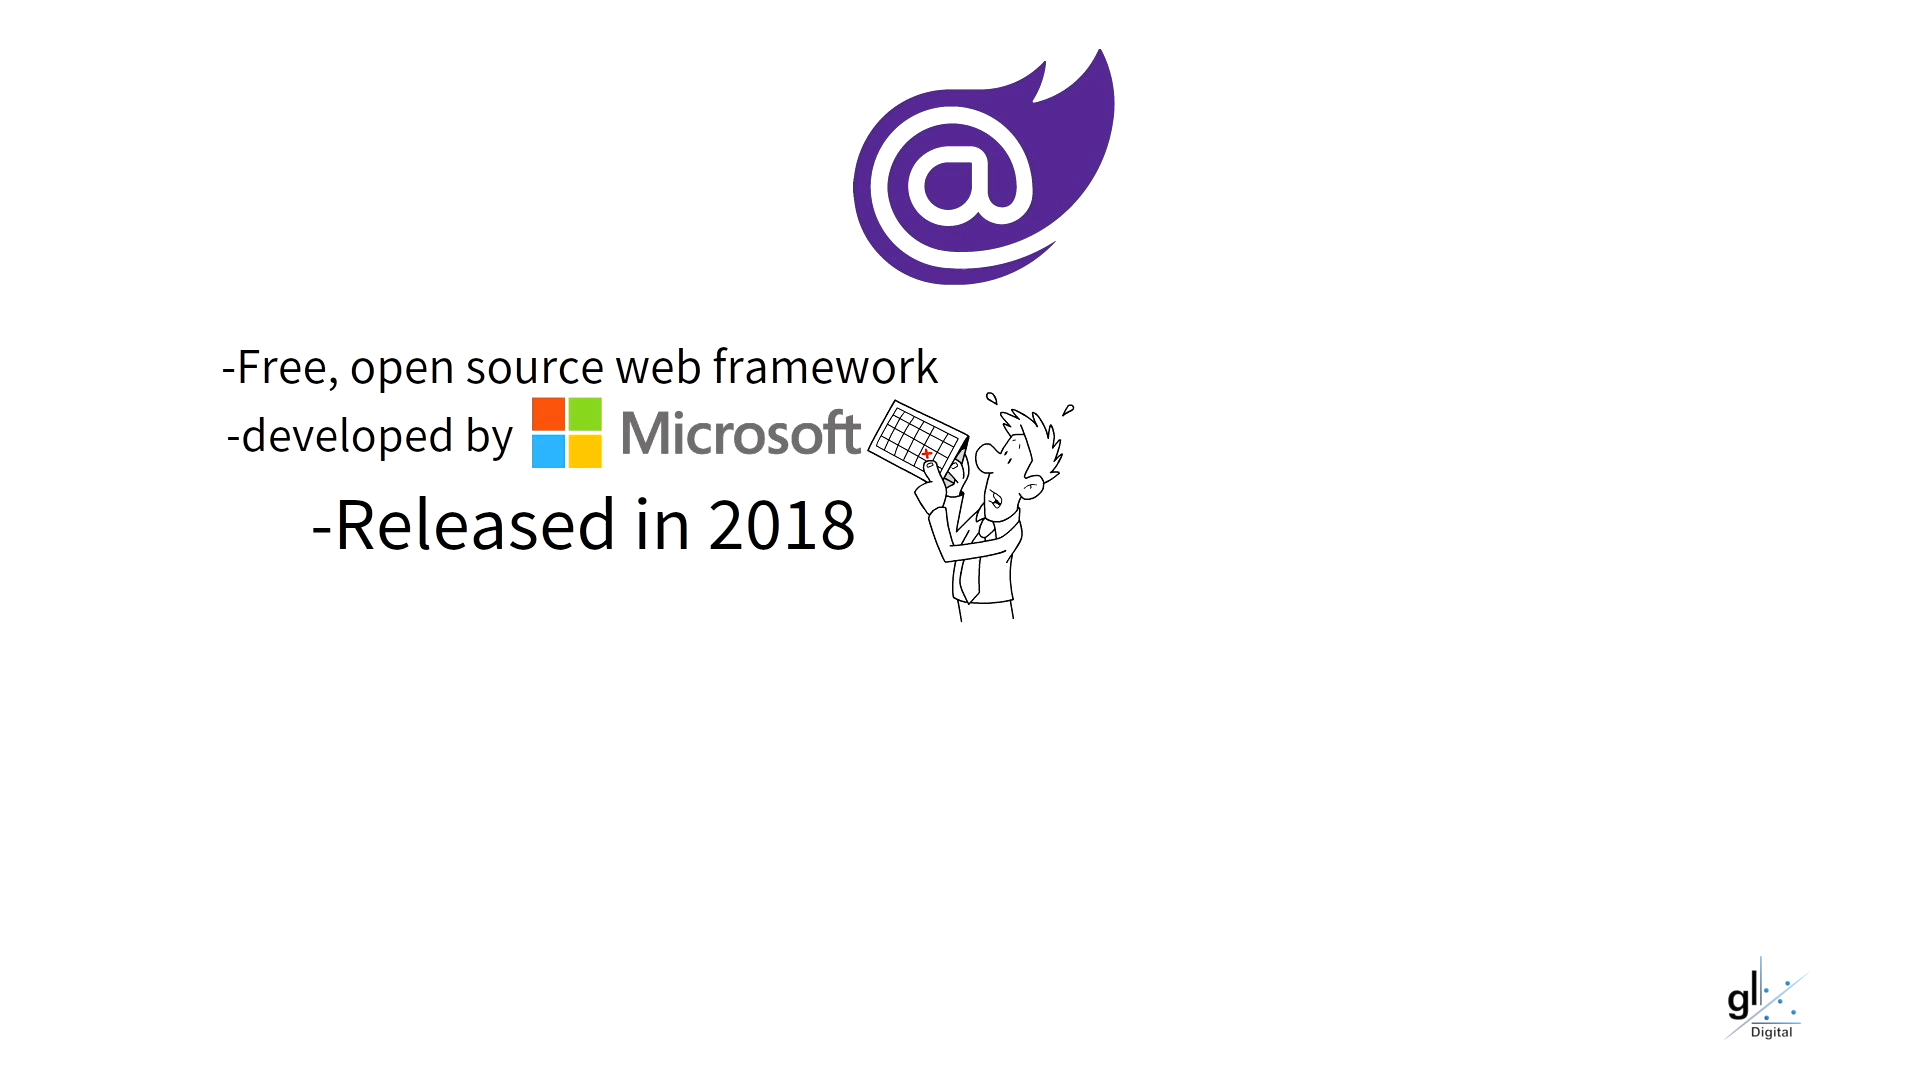 @
-Free, open source web framework
-developed by Microsoft
-Released in 2018
gl
Digital